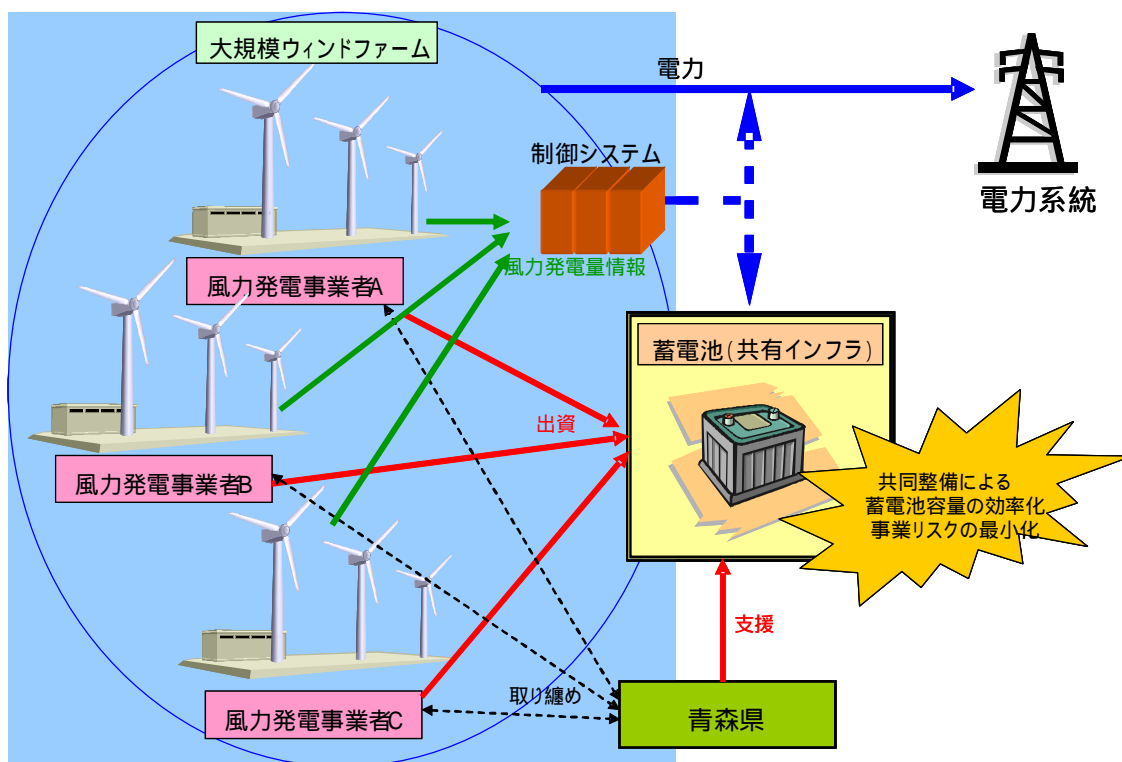 大規模ウィンドファーム
電力
制御システム
電力系統
風力発電量情報
風力発電事業者A
蓄電池(共有インフラ)
出資
風力発電事業者B
共同整備による
蓄電池容量の効率化
事業リスクの最小化
支援
取り纏め
風力発電事業者C
青森県